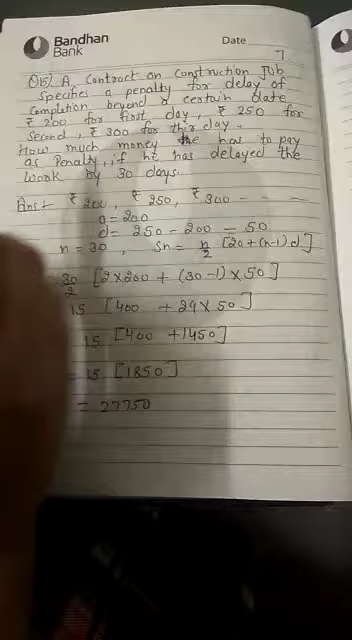 Bandhan
Bank
Date
7
Q15) A Contract on Construction Job
Specifies a penalty for delay of
Completion beyond a certain date
₹ 200 for first day, ₹ 250 for
Second, ₹ 300 for third day.
How much money the has to pay
as Penalty, if he has delayed the
work by 30 days.
Ans: ₹ 200, ₹ 250, ₹ 300 - - -
a = 200
d = 250 - 200 = 50
n = 30, Sn = n/2 [2a + (n-1) d]
30/2 [2×200 + (30-1) × 50]
15 [400 + 29 × 50]
15 [400 + 1450]
= 15 [1850]
= 27750